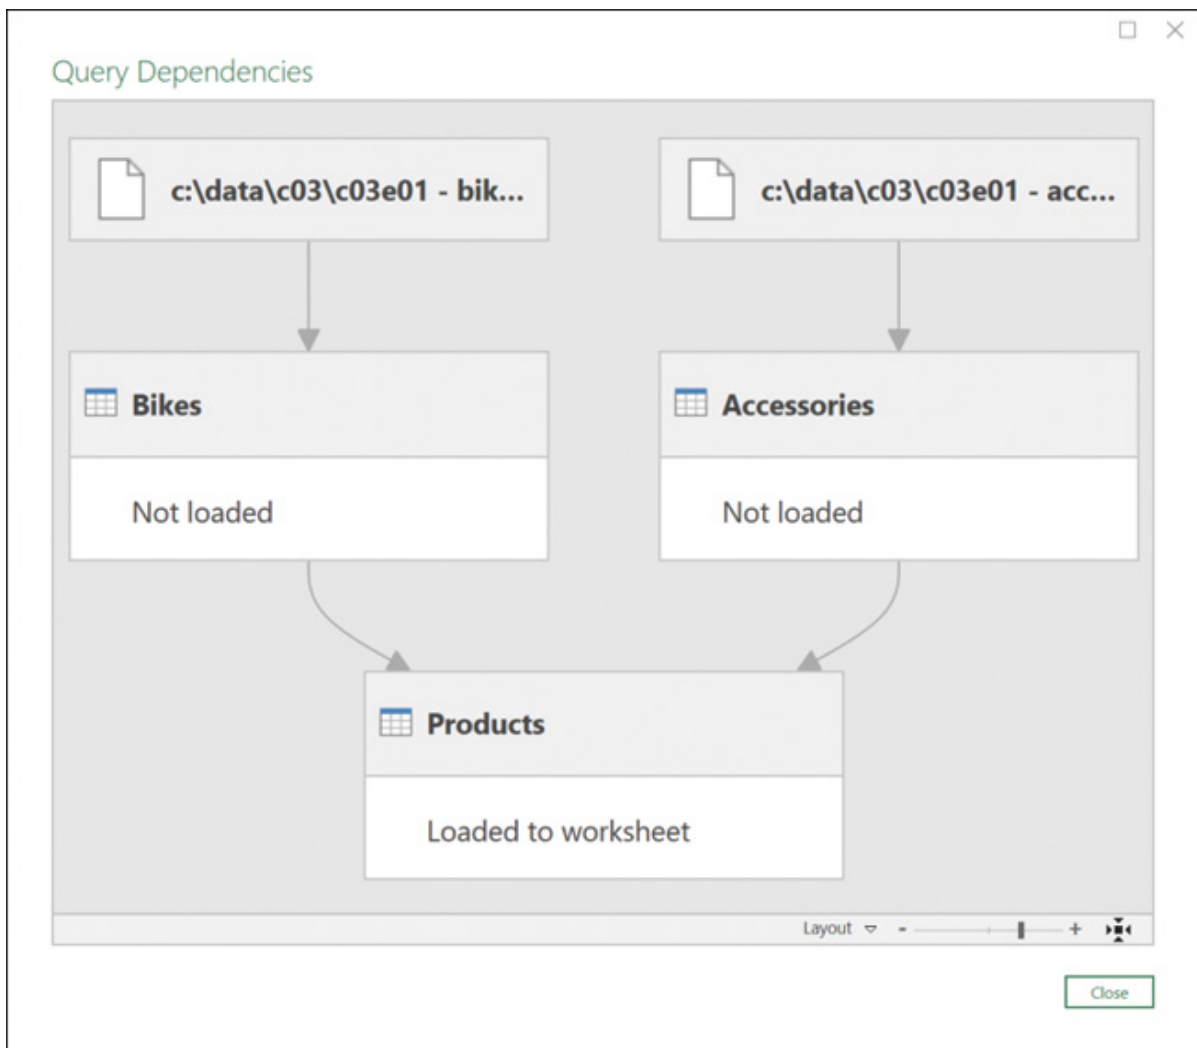 Query Dependencies
c:\data\c03\c03e01 - bik...
c:\data\c03\c03e01 - acc...
Bikes
Accessories
Not loaded
Not loaded
Products
Loaded to worksheet
Layout - +
Close